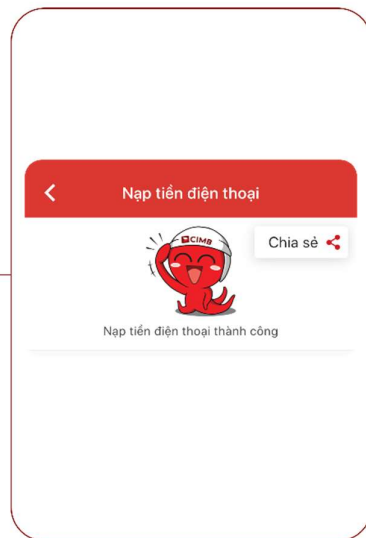 Nạp tiền điện thoại
CIMB
Chia sẻ
Nạp tiền điện thoại thành công